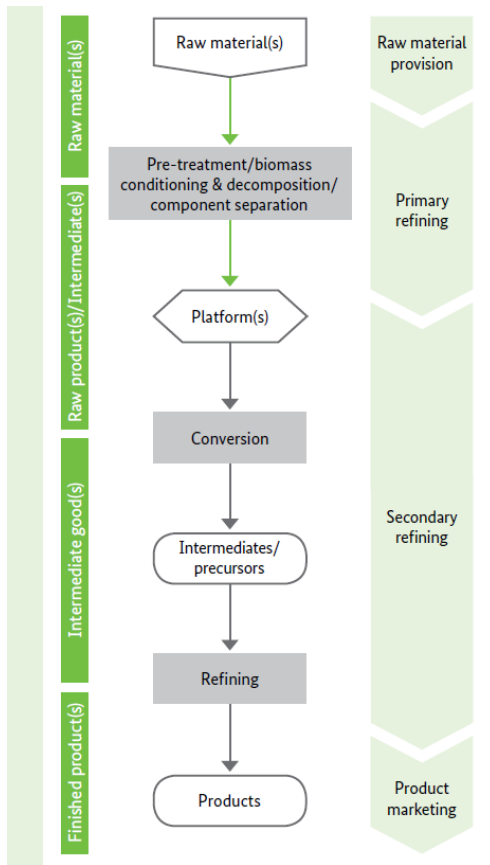 Raw material(s)
Raw material(s)
Raw material
provision
Pre-treatment/biomass
conditioning & decomposition/
component separation
Primary
refining
Raw product(s)/Intermediate(s)
Platform(s)
Conversion
Intermediate good(s)
Intermediates/
precursors
Secondary
refining
Refining
Finished product(s)
Products
Product
marketing